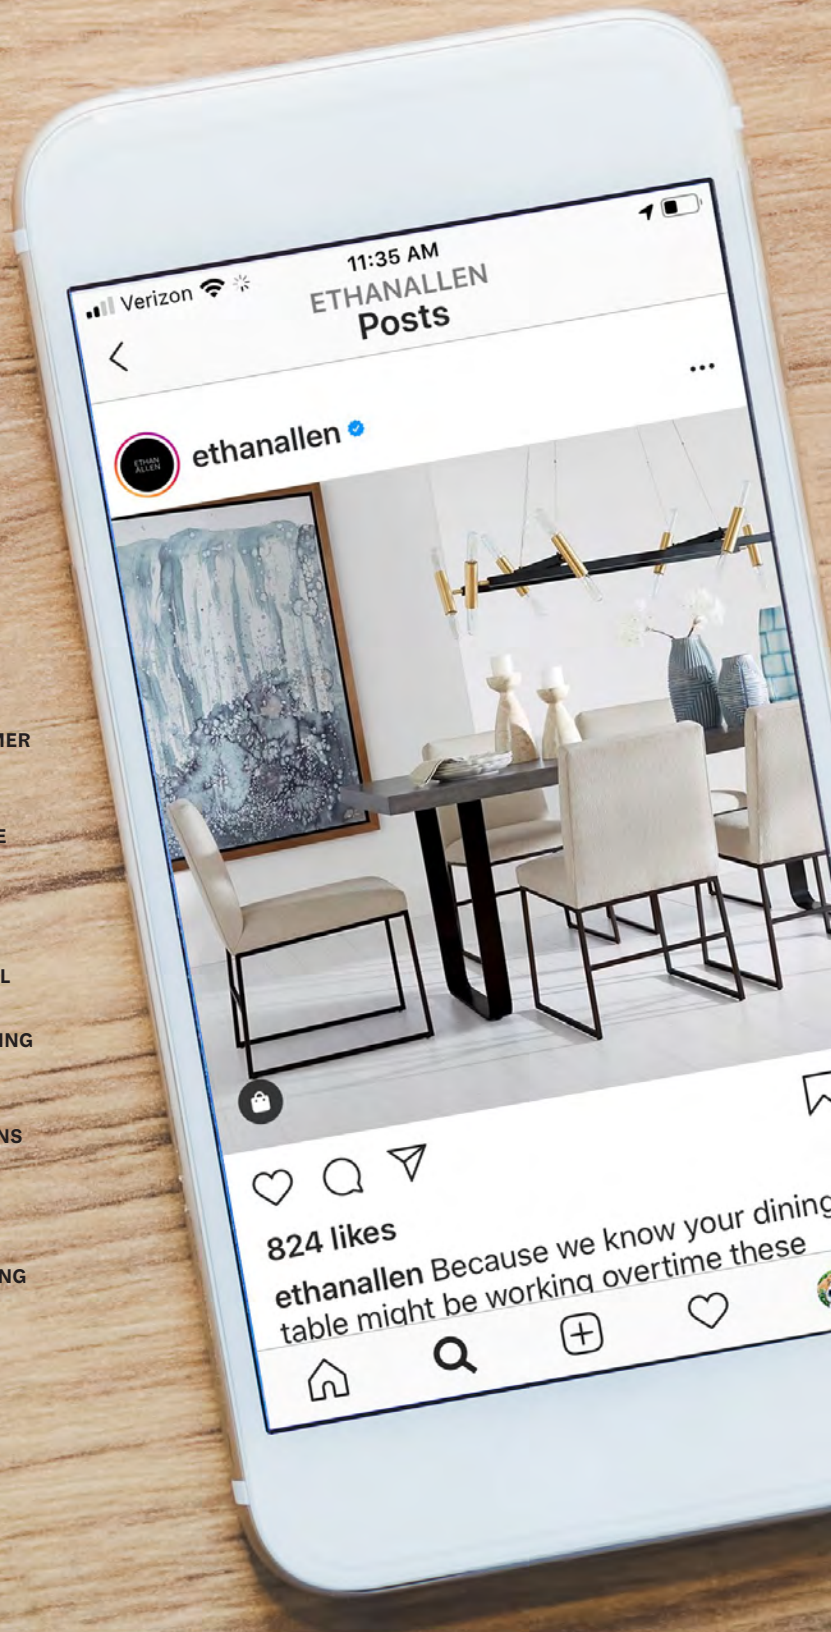 11:35 AM
Verizon
ETHANALLEN
Posts
ETHAN
ALLEN
ethanallen
824 likes
ethanallen Because we know your dining
table might be working overtime these
MER
E
L
ING
NS
NG